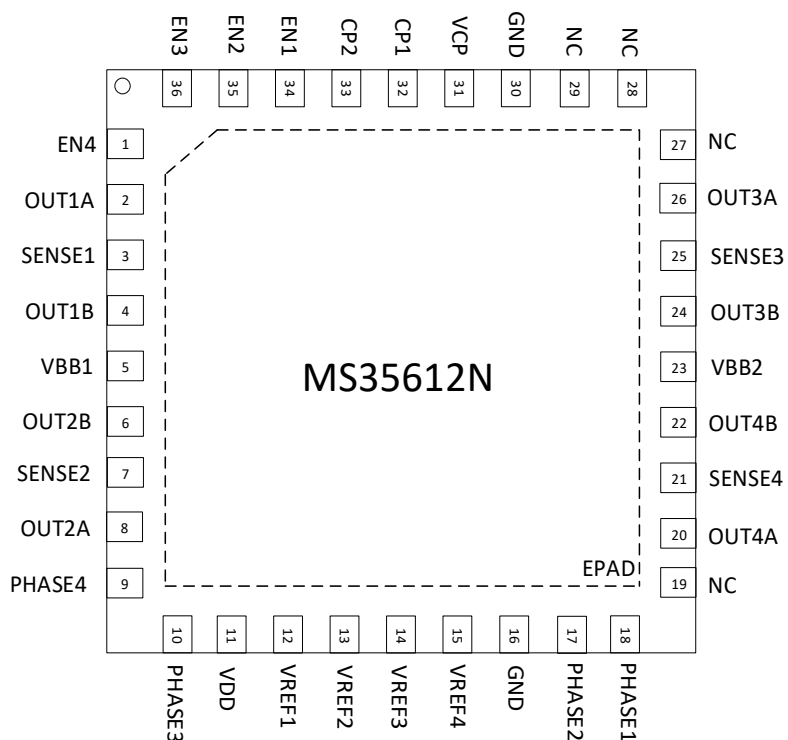 EN3
EN2
EN1
CP2
CP1
VCP
GND
NC
NC
36
35
34
33
32
31
30
29
28
EN4
1
OUT1A
2
SENSE1
3
OUT1B
4
VBB1
5
OUT2B
6
SENSE2
7
OUT2A
8
PHASE4
9
MS35612N
EPAD
27
NC
26
OUT3A
25
SENSE3
24
OUT3B
23
VBB2
22
OUT4B
21
SENSE4
20
OUT4A
19
NC
10
11
12
13
14
15
16
17
18
PHASE3
VDD
VREF1
VREF2
VREF3
VREF4
GND
PHASE2
PHASE1